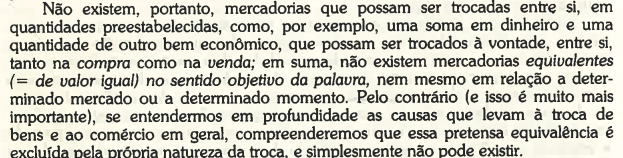 Não existem, portanto, mercadorias que possam ser trocadas entre si, em
quantidades preestabelecidas, como, por exemplo, uma soma em dinheiro e uma
quantidade de outro bem econômico, que possam ser trocados à vontade, entre si,
tanto na compra como na venda; em suma, não existem mercadorias equivalentes
(= de valor igual) no sentido objetivo da palavra, nem mesmo em relação a deter-
minado mercado ou a determinado momento. Pelo contrário (e isso é muito mais
importante), se entendermos em profundidade as causas que levam à troca de
bens e ao comércio em geral, compreenderemos que essa pretensa equivalência é
excluída pela própria natureza da troca, e simplesmente não pode existir.